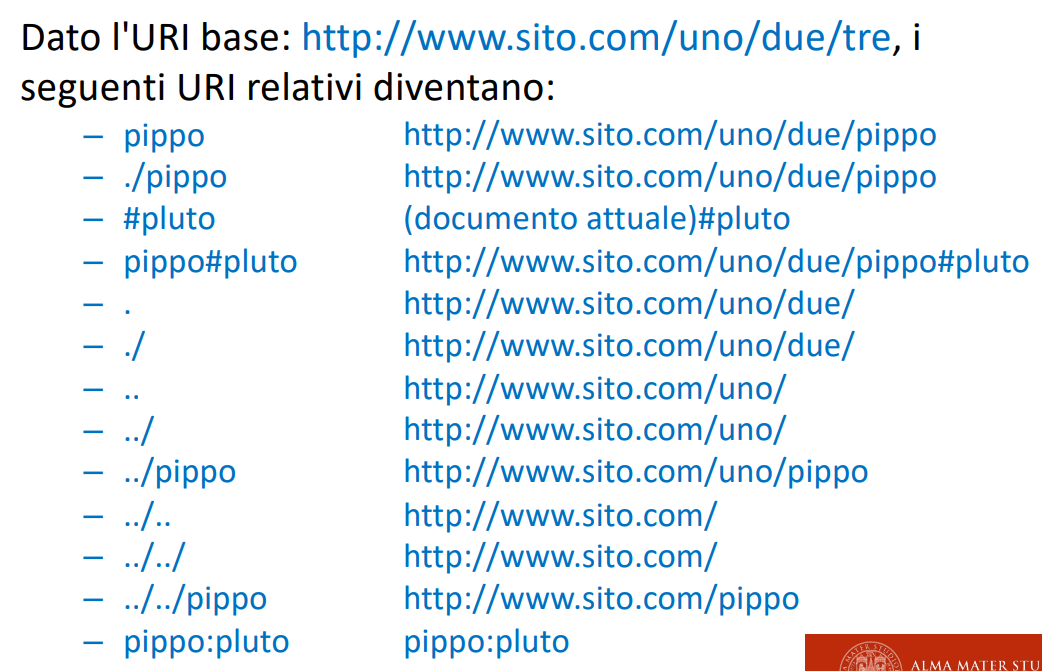 Dato l'URI base: http://www.sito.com/uno/due/tre, i
seguenti URI relativi diventano:
– pippo http://www.sito.com/uno/due/pippo
– ./pippo http://www.sito.com/uno/due/pippo
– #pluto (documento attuale)#pluto
– pippo#pluto http://www.sito.com/uno/due/pippo#pluto
– . http://www.sito.com/uno/due/
– ./ http://www.sito.com/uno/due/
– .. http://www.sito.com/uno/
– ../ http://www.sito.com/uno/
– ../pippo http://www.sito.com/uno/pippo
– ../.. http://www.sito.com/
– ../../ http://www.sito.com/
– ../../pippo http://www.sito.com/pippo
– pippo:pluto pippo:pluto
ALMA MATER STU